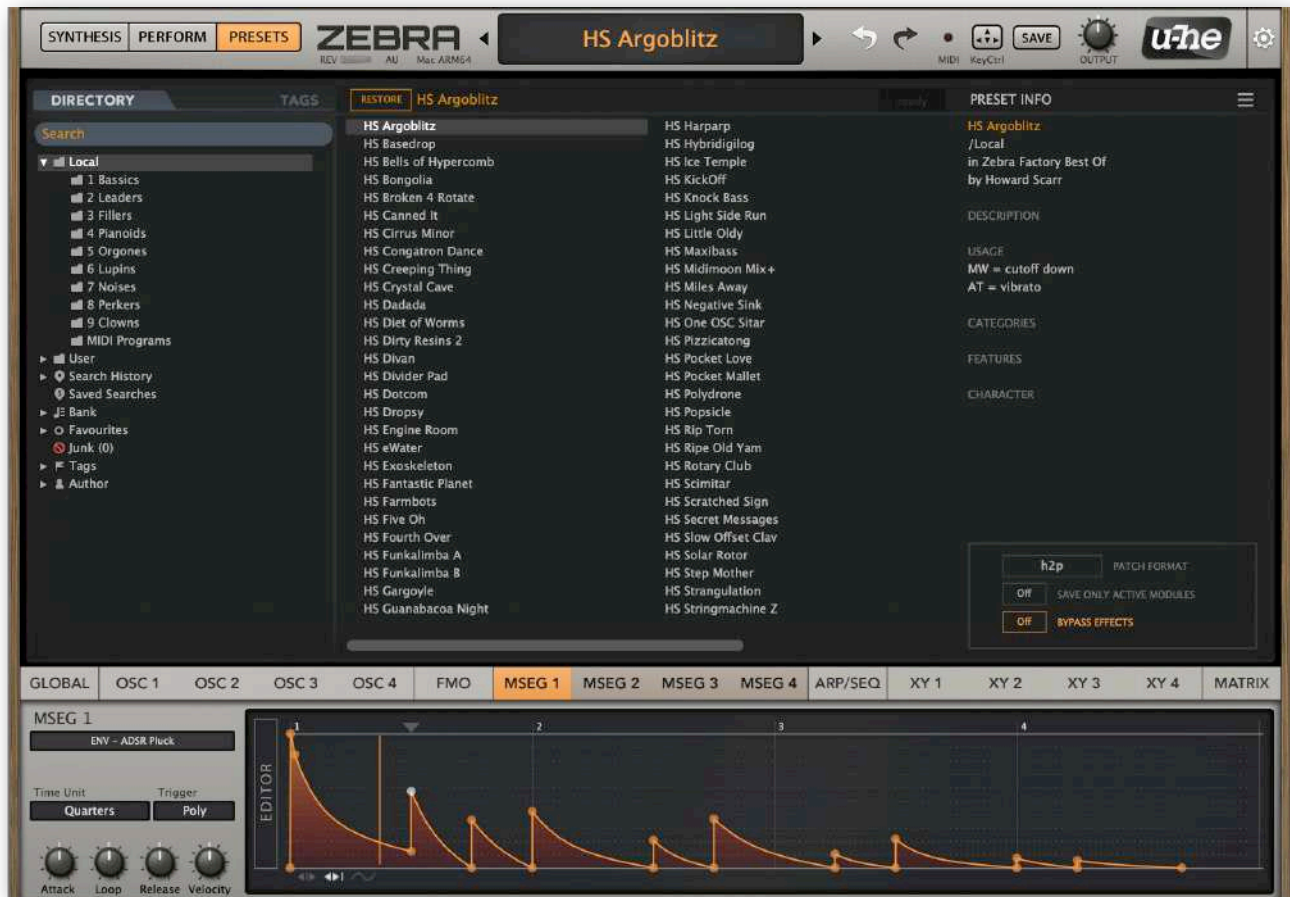 SYNTHESIS PERFORM PRESETS
ZEBRA
REV AU Mac ARM64
HS Argoblitz
MIDI KeyCtrl
SAVE
OUTPUT
u-he
DIRECTORY TAGS
Search
Local
1 Bassics
2 Leaders
3 Fillers
4 Pianoids
5 Orgones
6 Lupins
7 Noises
8 Perkers
9 Clowns
MIDI Programs
User
Search History
Saved Searches
Bank
Favourites
Junk (0)
Tags
Author
RESTORE HS Argoblitz
ready
HS Argoblitz
HS Basedrop
HS Bells of Hypercomb
HS Bongolia
HS Broken 4 Rotate
HS Canned It
HS Cirrus Minor
HS Congatron Dance
HS Creeping Thing
HS Crystal Cave
HS Dadada
HS Diet of Worms
HS Dirty Resins 2
HS Divan
HS Divider Pad
HS Dotcom
HS Dropsy
HS Engine Room
HS eWater
HS Exoskeleton
HS Fantastic Planet
HS Farmbots
HS Five Oh
HS Fourth Over
HS Funkalimba A
HS Funkalimba B
HS Gargoyle
HS Guanabacoa Night
HS Harparp
HS Hybridigilog
HS Ice Temple
HS KickOff
HS Knock Bass
HS Light Side Run
HS Little Oldy
HS Maxibass
HS Midimoon Mix+
HS Miles Away
HS Negative Sink
HS One OSC Sitar
HS Pizzicatong
HS Pocket Love
HS Pocket Mallet
HS Polydrone
HS Popsicle
HS Rip Torn
HS Ripe Old Yam
HS Rotary Club
HS Scimitar
HS Scratched Sign
HS Secret Messages
HS Slow Offset Clav
HS Solar Rotor
HS Step Mother
HS Strangulation
HS Stringmachine Z
PRESET INFO
HS Argoblitz
/Local
in Zebra Factory Best Of
by Howard Scarr
DESCRIPTION
USAGE
MW = cutoff down
AT = vibrato
CATEGORIES
FEATURES
CHARACTER
h2p PATCH FORMAT
Off SAVE ONLY ACTIVE MODULES
Off BYPASS EFFECTS
GLOBAL OSC 1 OSC 2 OSC 3 OSC 4 FMO MSEG 1 MSEG 2 MSEG 3 MSEG 4 ARP/SEQ XY 1 XY 2 XY 3 XY 4 MATRIX
MSEG 1
ENV - ADSR Pluck
Time Unit Trigger
Quarters Poly
Attack Loop Release Velocity
EDITOR
1 2 3 4